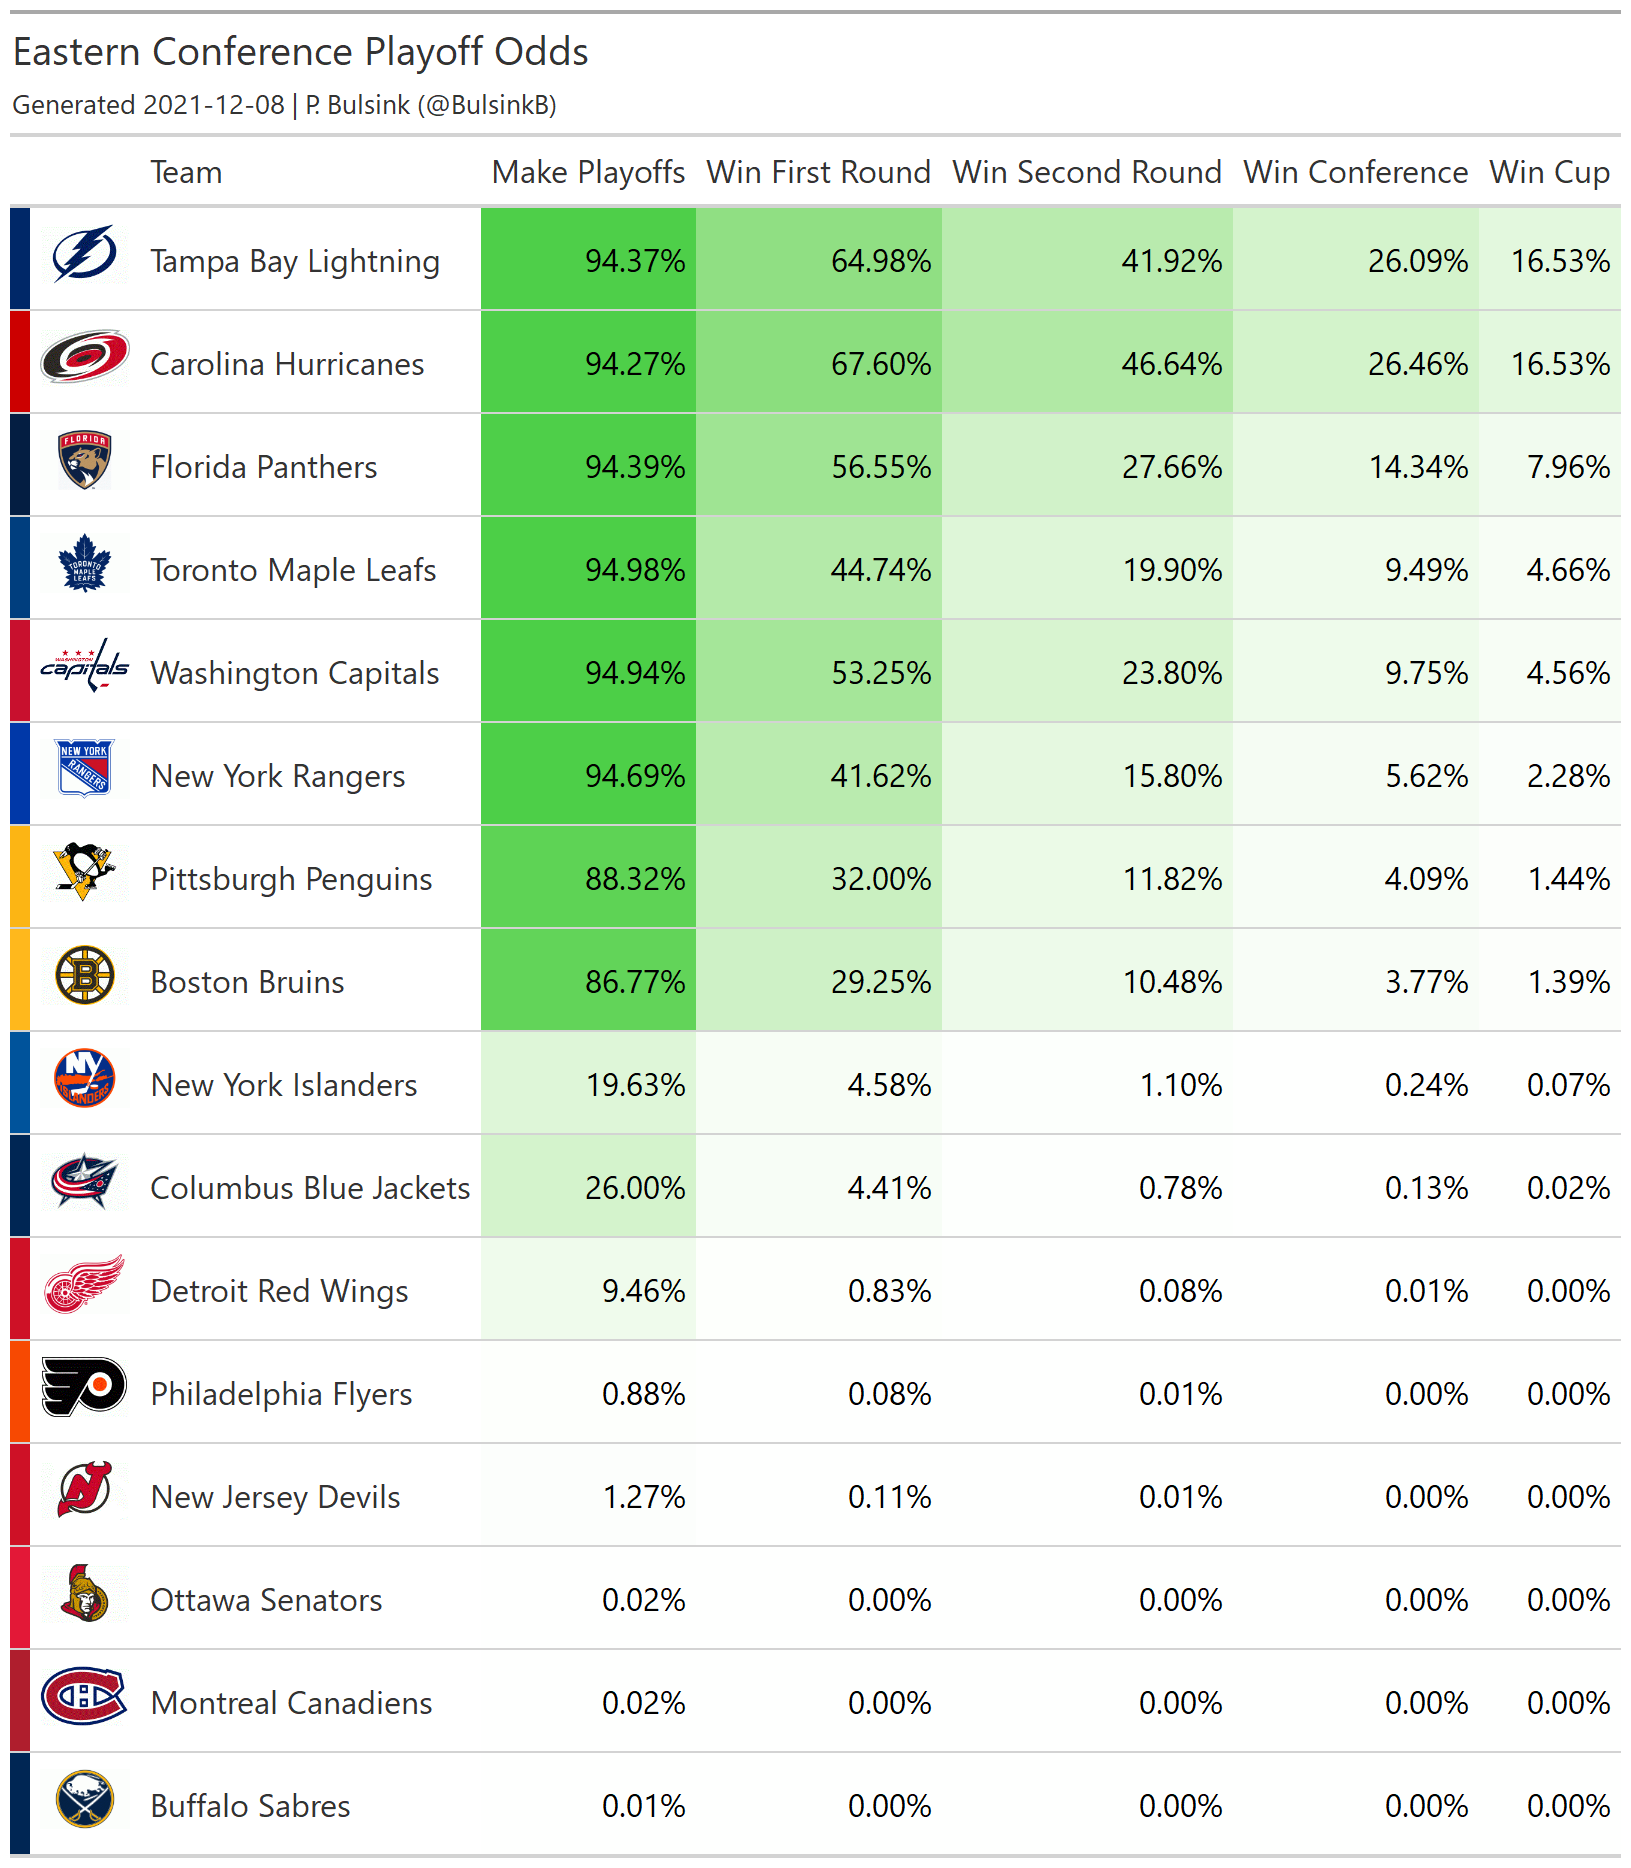 Eastern Conference Playoff Odds
Generated 2021-12-08 | P. Bulsink (@BulsinkB)
Team Make Playoffs Win First Round Win Second Round Win Conference Win Cup
Tampa Bay Lightning 94.37% 64.98% 41.92% 26.09% 16.53%
Carolina Hurricanes 94.27% 67.60% 46.64% 26.46% 16.53%
FLORIDA
Florida Panthers 94.39% 56.55% 27.66% 14.34% 7.96%
TORONTO
MAPLE
LEAFS
Toronto Maple Leafs 94.98% 44.74% 19.90% 9.49% 4.66%
WASHINGTON
capitals
Washington Capitals 94.94% 53.25% 23.80% 9.75% 4.56%
NEW YORK
RANGERS
New York Rangers 94.69% 41.62% 15.80% 5.62% 2.28%
Pittsburgh Penguins 88.32% 32.00% 11.82% 4.09% 1.44%
B
Boston Bruins 86.77% 29.25% 10.48% 3.77% 1.39%
NY
ISLANDERS
New York Islanders 19.63% 4.58% 1.10% 0.24% 0.07%
Columbus Blue Jackets 26.00% 4.41% 0.78% 0.13% 0.02%
Detroit Red Wings 9.46% 0.83% 0.08% 0.01% 0.00%
Philadelphia Flyers 0.88% 0.08% 0.01% 0.00% 0.00%
New Jersey Devils 1.27% 0.11% 0.01% 0.00% 0.00%
Ottawa Senators 0.02% 0.00% 0.00% 0.00% 0.00%
Montreal Canadiens 0.02% 0.00% 0.00% 0.00% 0.00%
Buffalo Sabres 0.01% 0.00% 0.00% 0.00% 0.00%